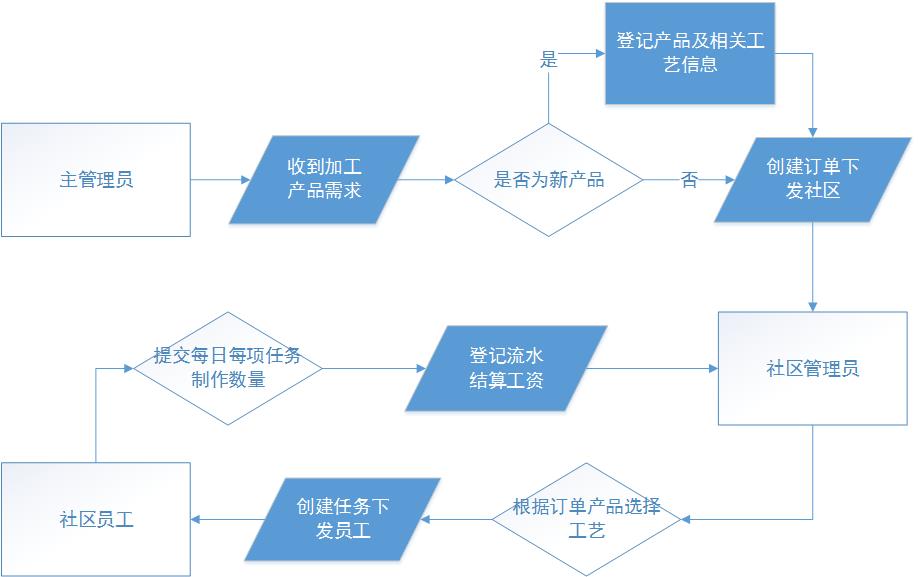 是
登记产品及相关工
艺信息
主管理员
收到加工
产品需求
是否为新产品
否
创建订单下
发社区
提交每日每项任务
制作数量
登记流水
结算工资
社区管理员
社区员工
创建任务下
发员工
根据订单产品选择
工艺